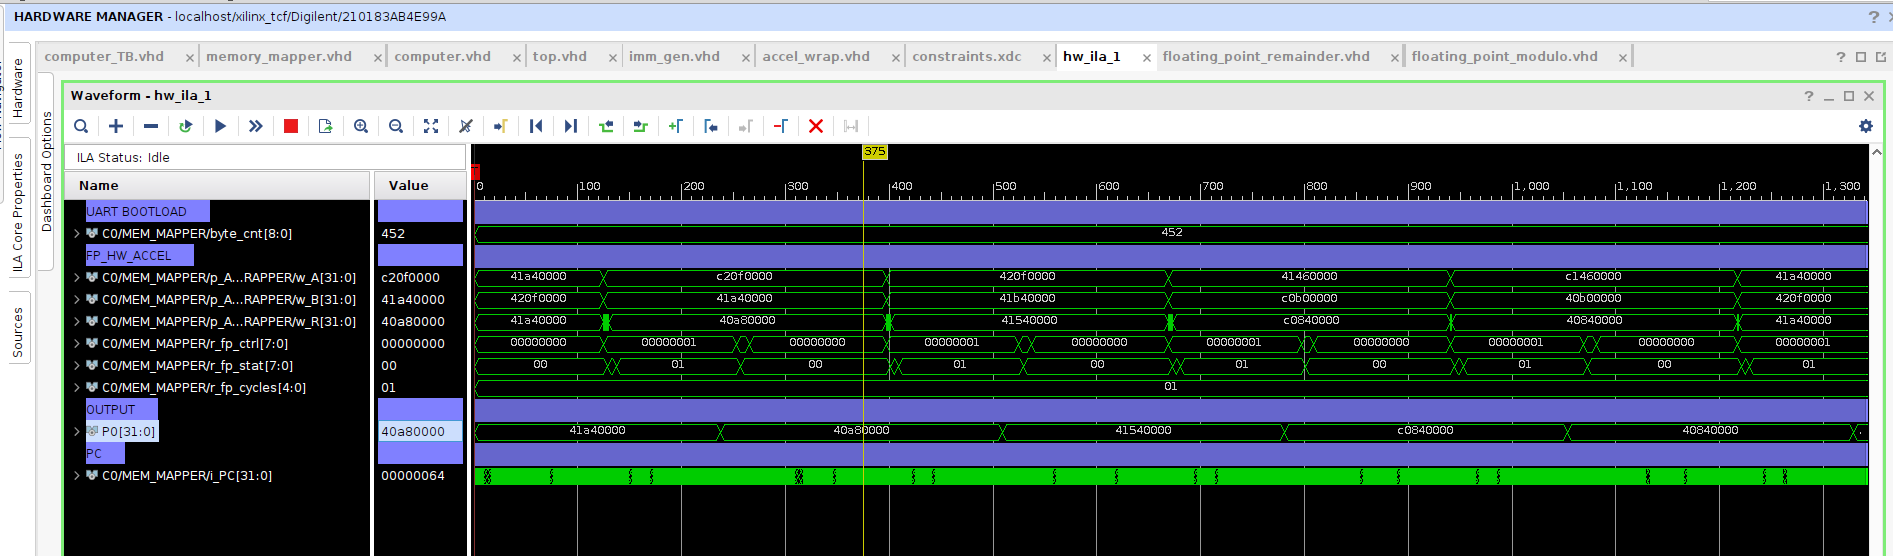 HARDWARE MANAGER - localhost/xilinx_tcf/Digilent/210183AB4E99A
computer_TB.vhd memory_mapper.vhd computer.vhd top.vhd imm_gen.vhd accel_wrap.vhd constraints.xdc hw_ila_1 floating_point_remainder.vhd floating_point_modulo.vhd
Hardware
ILA Core Properties
Sources
Dashboard Options
Waveform - hw_ila_1
ILA Status: Idle
375
Name Value
0 100 200 300 400 500 600 700 800 900 1,000 1,100 1,200 1,300
UART BOOTLOAD
C0/MEM_MAPPER/byte_cnt[8:0] 452 452
FP_HW_ACCEL
C0/MEM_MAPPER/p_A...RAPPER/w_A[31:0] c20f0000 41a40000 c20f0000 420f0000 41460000 c1460000 41a40000
C0/MEM_MAPPER/p_A...RAPPER/w_B[31:0] 41a40000 420f0000 41a40000 41b40000 c0b00000 40b00000 420f0000
C0/MEM_MAPPER/p_A...RAPPER/w_R[31:0] 40a80000 41a40000 40a80000 41540000 c0840000 40840000 41a40000
C0/MEM_MAPPER/r_fp_ctrl[7:0] 00000000 00000000 00000001 00000000 00000001 00000000 00000001 00000000 00000001 00000000 00000001
C0/MEM_MAPPER/r_fp_stat[7:0] 00 00 01 00 01 00 01 00 01 00 01
C0/MEM_MAPPER/r_fp_cycles[4:0] 01 01
OUTPUT
P0[31:0] 40a80000 41a40000 40a80000 41540000 c0840000 40840000 .
PC
C0/MEM_MAPPER/i_PC[31:0] 00000064